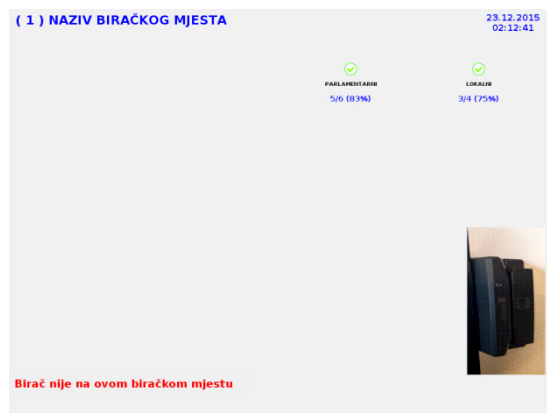 ( 1 ) NAZIV BIRAČKOG MJESTA
23.12.2015
02:12:41
PARLAMENTARNI
5/6 (83%)
LOKALNI
3/4 (75%)
Birač nije na ovom biračkom mjestu